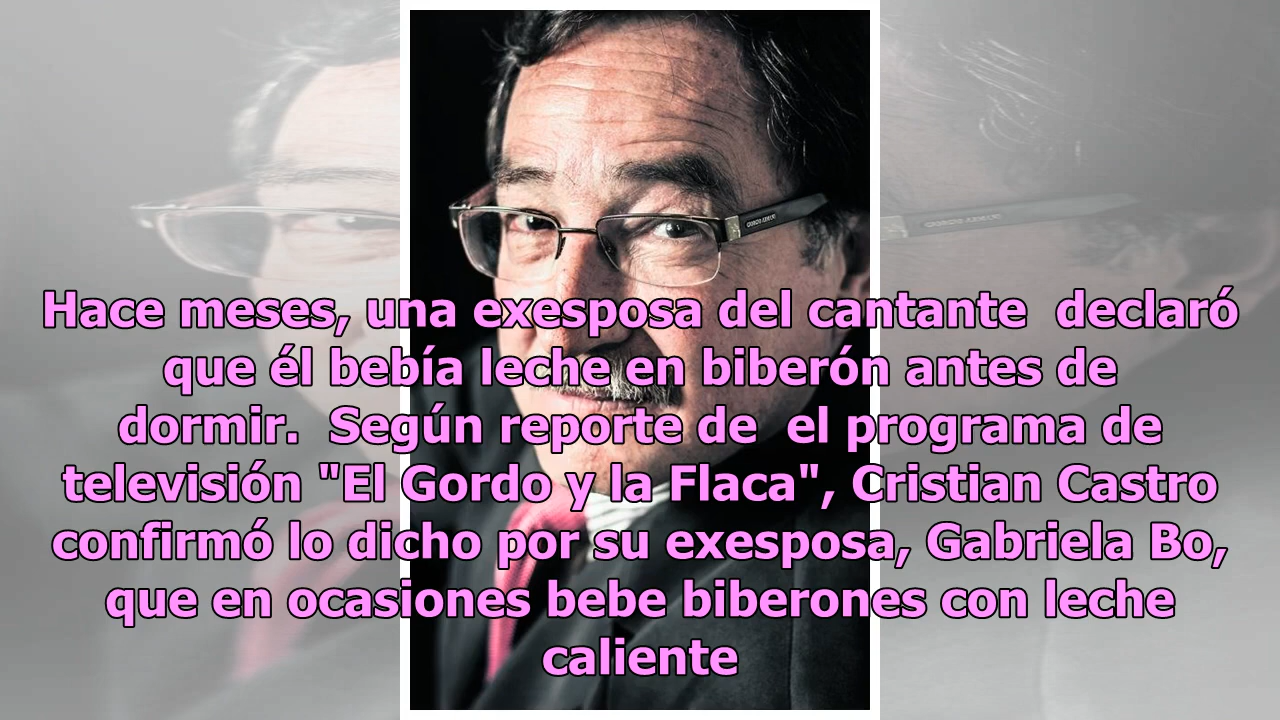 Hace meses, una exesposa del cantante  declaró
que él bebía leche en biberón antes de
dormir.  Según reporte de  el programa de
televisión "El Gordo y la Flaca", Cristian Castro
confirmó lo dicho por su exesposa, Gabriela Bo,
que en ocasiones bebe biberones con leche
caliente